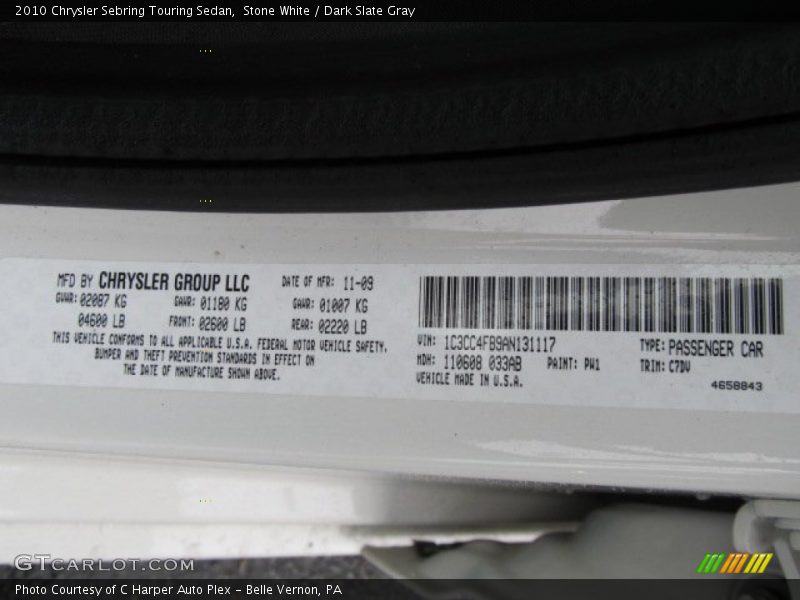 2010 Chrysler Sebring Touring Sedan,  Stone White / Dark Slate Gray
MFD BY CHRYSLER GROUP LLC
DATE OF MFR: 11-09
GVWR: 02087 KG
GAWR: 01180 KG
GAWR: 01007 KG
04600 LB
FRONT: 02600 LB
REAR: 02220 LB
THIS VEHICLE CONFORMS TO ALL APPLICABLE U.S.A. FEDERAL MOTOR VEHICLE SAFETY,
BUMPER AND THEFT PREVENTION STANDARDS IN EFFECT ON
THE DATE OF MANUFACTURE SHOWN ABOVE.
VIN: 1C3CC4FB9AN131117
TYPE: PASSENGER CAR
MDH: 110608 033AB
PAINT: PW1
TRIM: C7DV
VEHICLE MADE IN U.S.A.
4658843
GTCARLOT.COM
Photo Courtesy of C Harper Auto Plex - Belle Vernon, PA